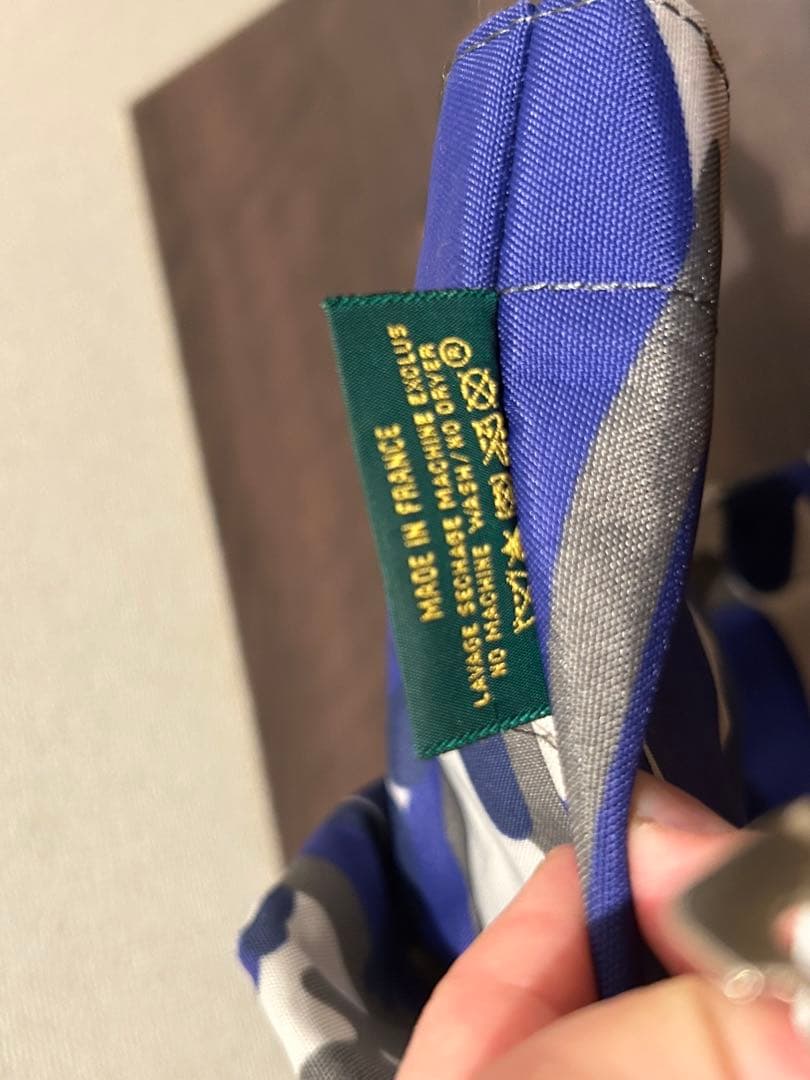 MADE IN FRANCE
LAVAGE SECHAGE MACHINE EXCLUS
NO MACHINE WASH/NO DRYER
®